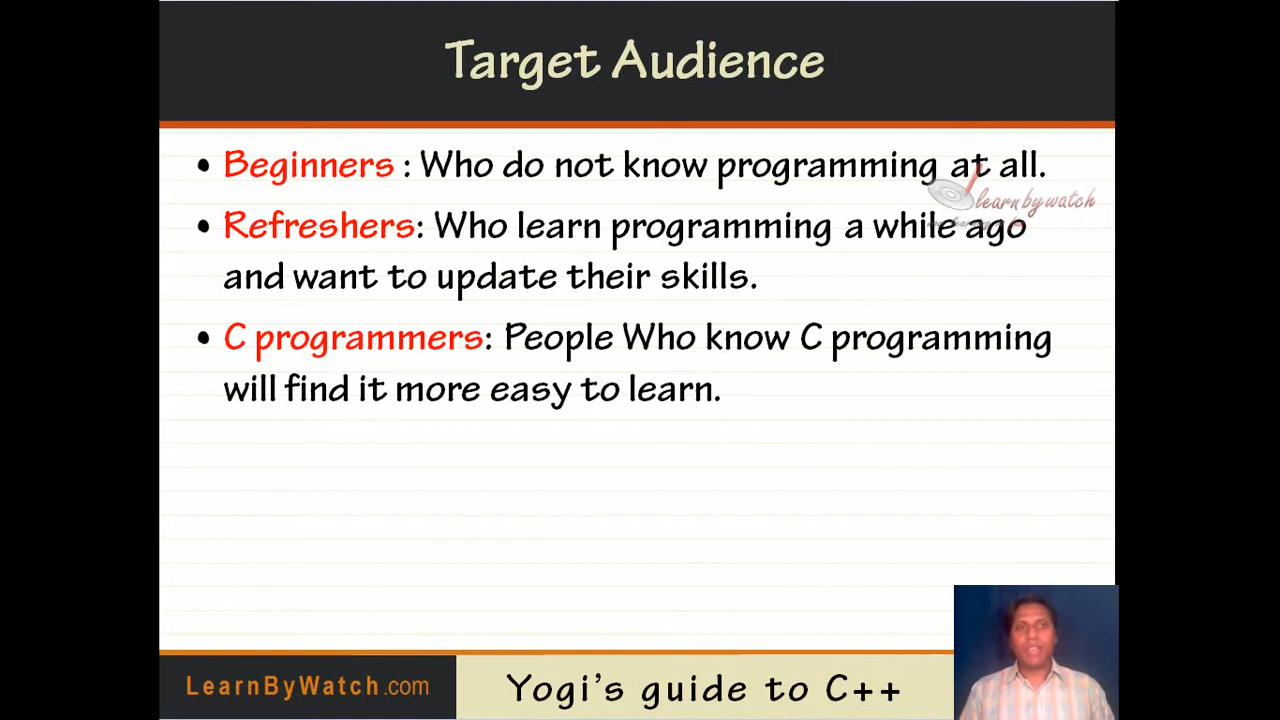 Target Audience
• Beginners : Who do not know programming at all.
learnbywatch
• Refreshers: Who learn programming a while ago
and want to update their skills.
• C programmers: People Who know C programming
will find it more easy to learn.
LearnByWatch.com
Yogi's guide to C++